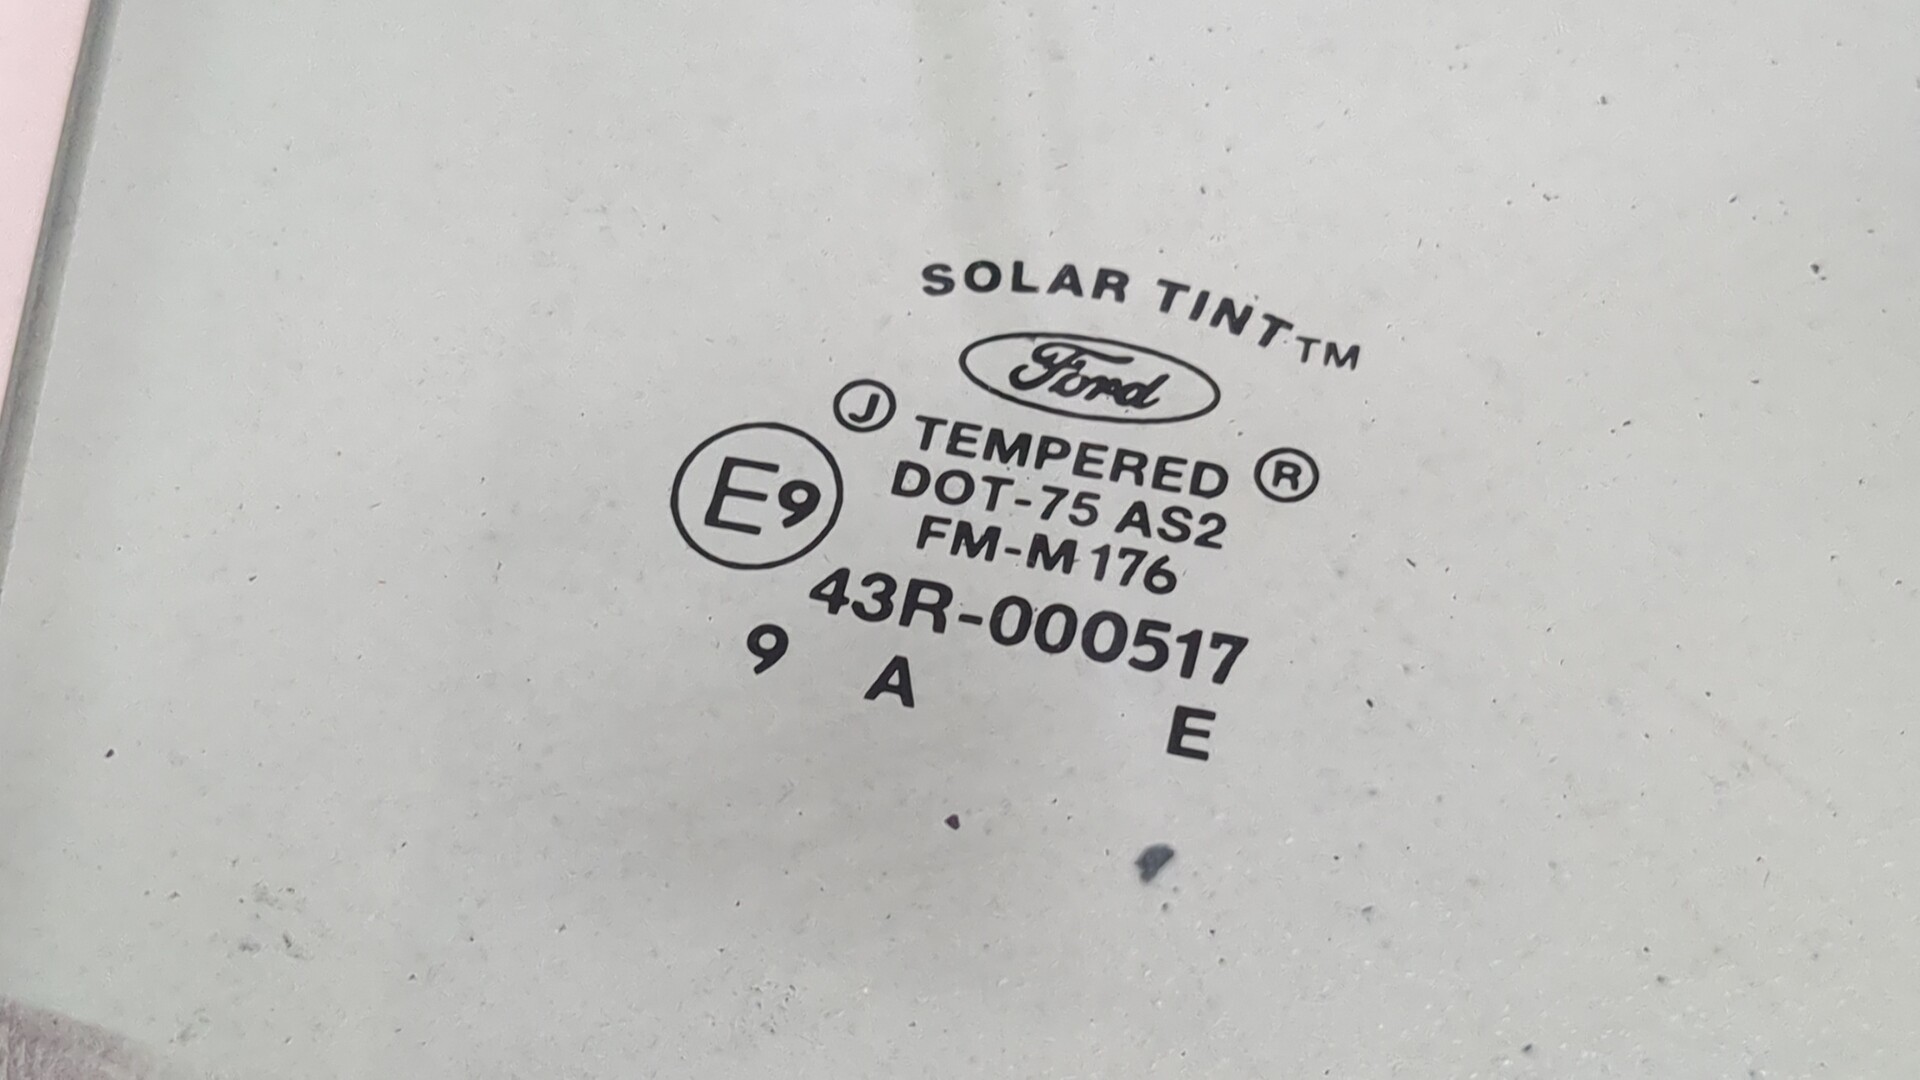 SOLAR TINT™
Ford
J TEMPERED ®
DOT-75 AS2
E9 FM-M176
43R-000517
9 A E